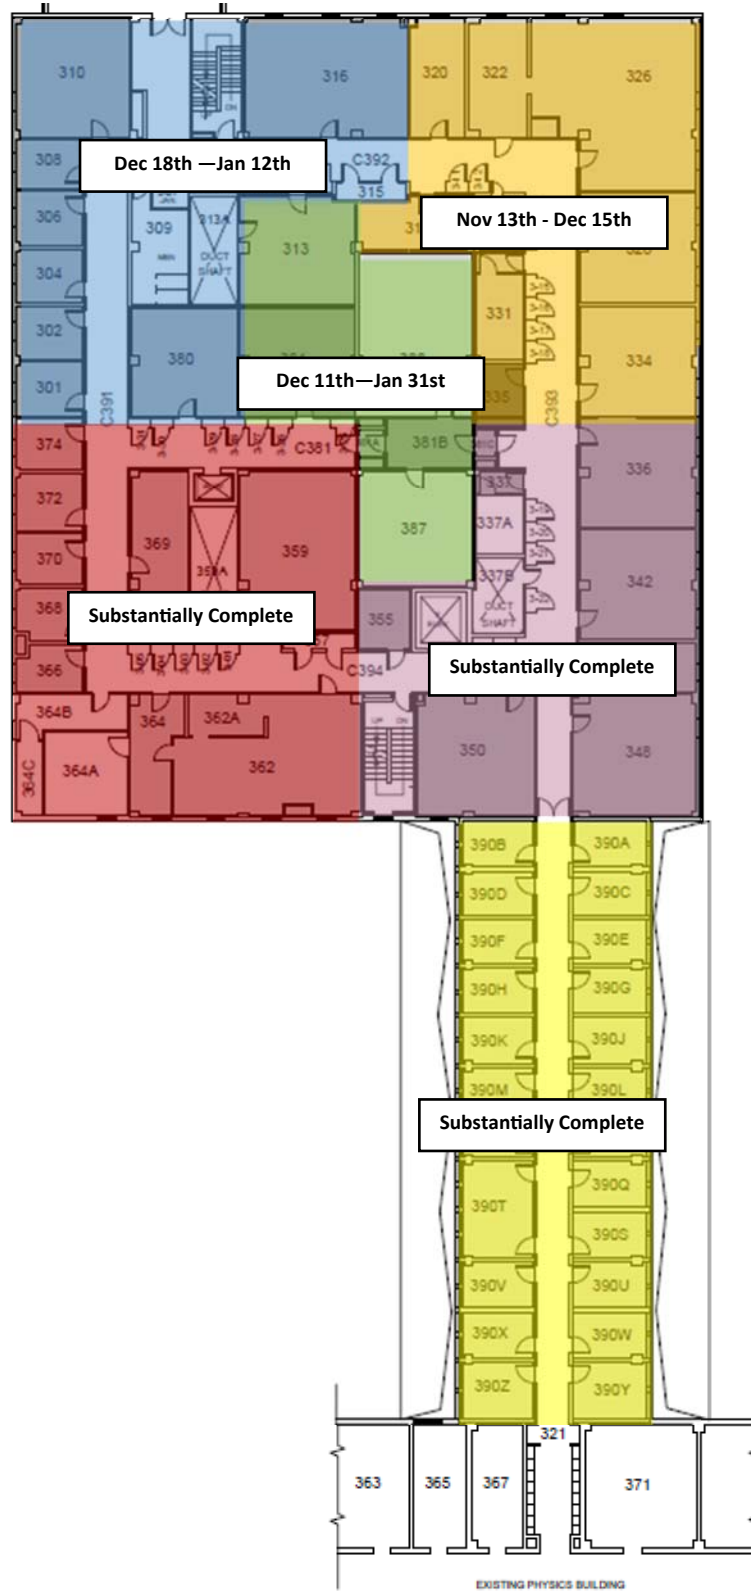 310
316
320
322
326
DN
308
Dec 18th —Jan 12th
C392
315
306
309
313A
MEN
DUCT
SHAFT
313
Nov 13th - Dec 15th
304
302
380
331
334
301
C391
Dec 11th—Jan 31st
335
C393
374
C381
381B
336
372
369
359
387
337
337A
370
337B
DUCT
SHAFT
342
368
Substantially Complete
355
366
C394
Substantially Complete
364B
364
362A
UP
DN
364C
364A
362
350
348
390B
390A
390D
390C
390F
390E
390H
390G
390K
390J
390M
390L
Substantially Complete
390Q
390T
390S
390V
390U
390X
390W
390Z
390Y
321
363
365
367
371
EXISTING PHYSICS BUILDING